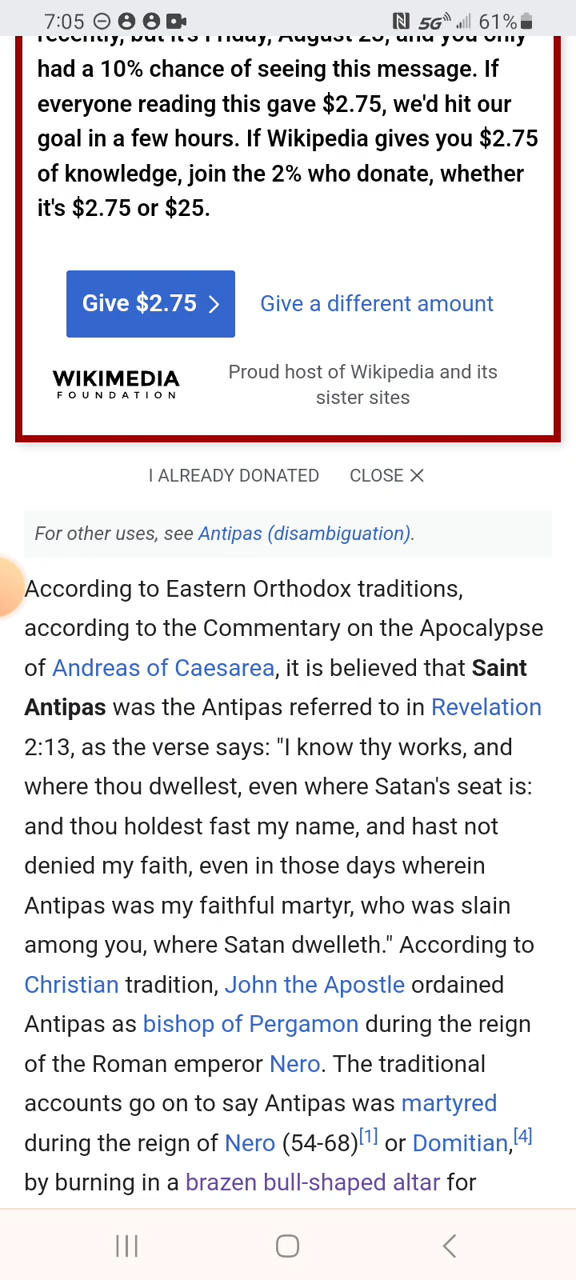 7:05 5G 61%
recently, but it's Friday, August 23, and you only
had a 10% chance of seeing this message. If
everyone reading this gave $2.75, we'd hit our
goal in a few hours. If Wikipedia gives you $2.75
of knowledge, join the 2% who donate, whether
it's $2.75 or $25.
Give $2.75
Give a different amount
WIKIMEDIA
FOUNDATION
Proud host of Wikipedia and its
sister sites
I ALREADY DONATED CLOSE
For other uses, see Antipas (disambiguation).
According to Eastern Orthodox traditions,
according to the Commentary on the Apocalypse
of Andreas of Caesarea, it is believed that Saint
Antipas was the Antipas referred to in Revelation
2:13, as the verse says: "I know thy works, and
where thou dwellest, even where Satan's seat is:
and thou holdest fast my name, and hast not
denied my faith, even in those days wherein
Antipas was my faithful martyr, who was slain
among you, where Satan dwelleth." According to
Christian tradition, John the Apostle ordained
Antipas as bishop of Pergamon during the reign
of the Roman emperor Nero. The traditional
accounts go on to say Antipas was martyred
during the reign of Nero (54-68)[1] or Domitian,[4]
by burning in a brazen bull-shaped altar for